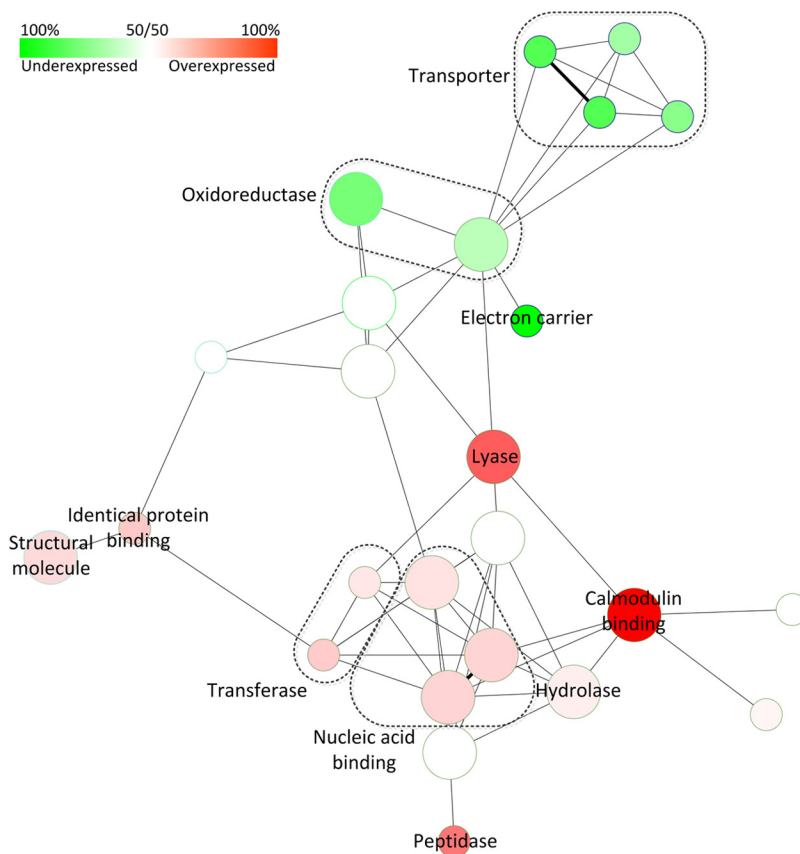 100% 50/50 100%
Underexpressed Overexpressed
Transporter
Oxidoreductase
Electron carrier
Lyase
Identical protein
binding
Structural
molecule
Calmodulin
binding
Transferase
Hydrolase
Nucleic acid
binding
Peptidase